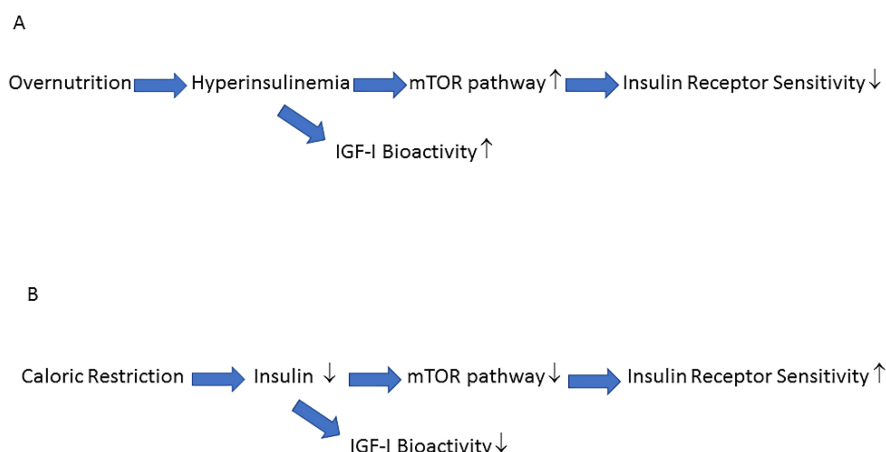 A
Overnutrition Hyperinsulinemia mTOR pathway↑ Insulin Receptor Sensitivity↓
IGF-I Bioactivity↑
B
Caloric Restriction Insulin ↓ mTOR pathway↓ Insulin Receptor Sensitivity↑
IGF-I Bioactivity↓